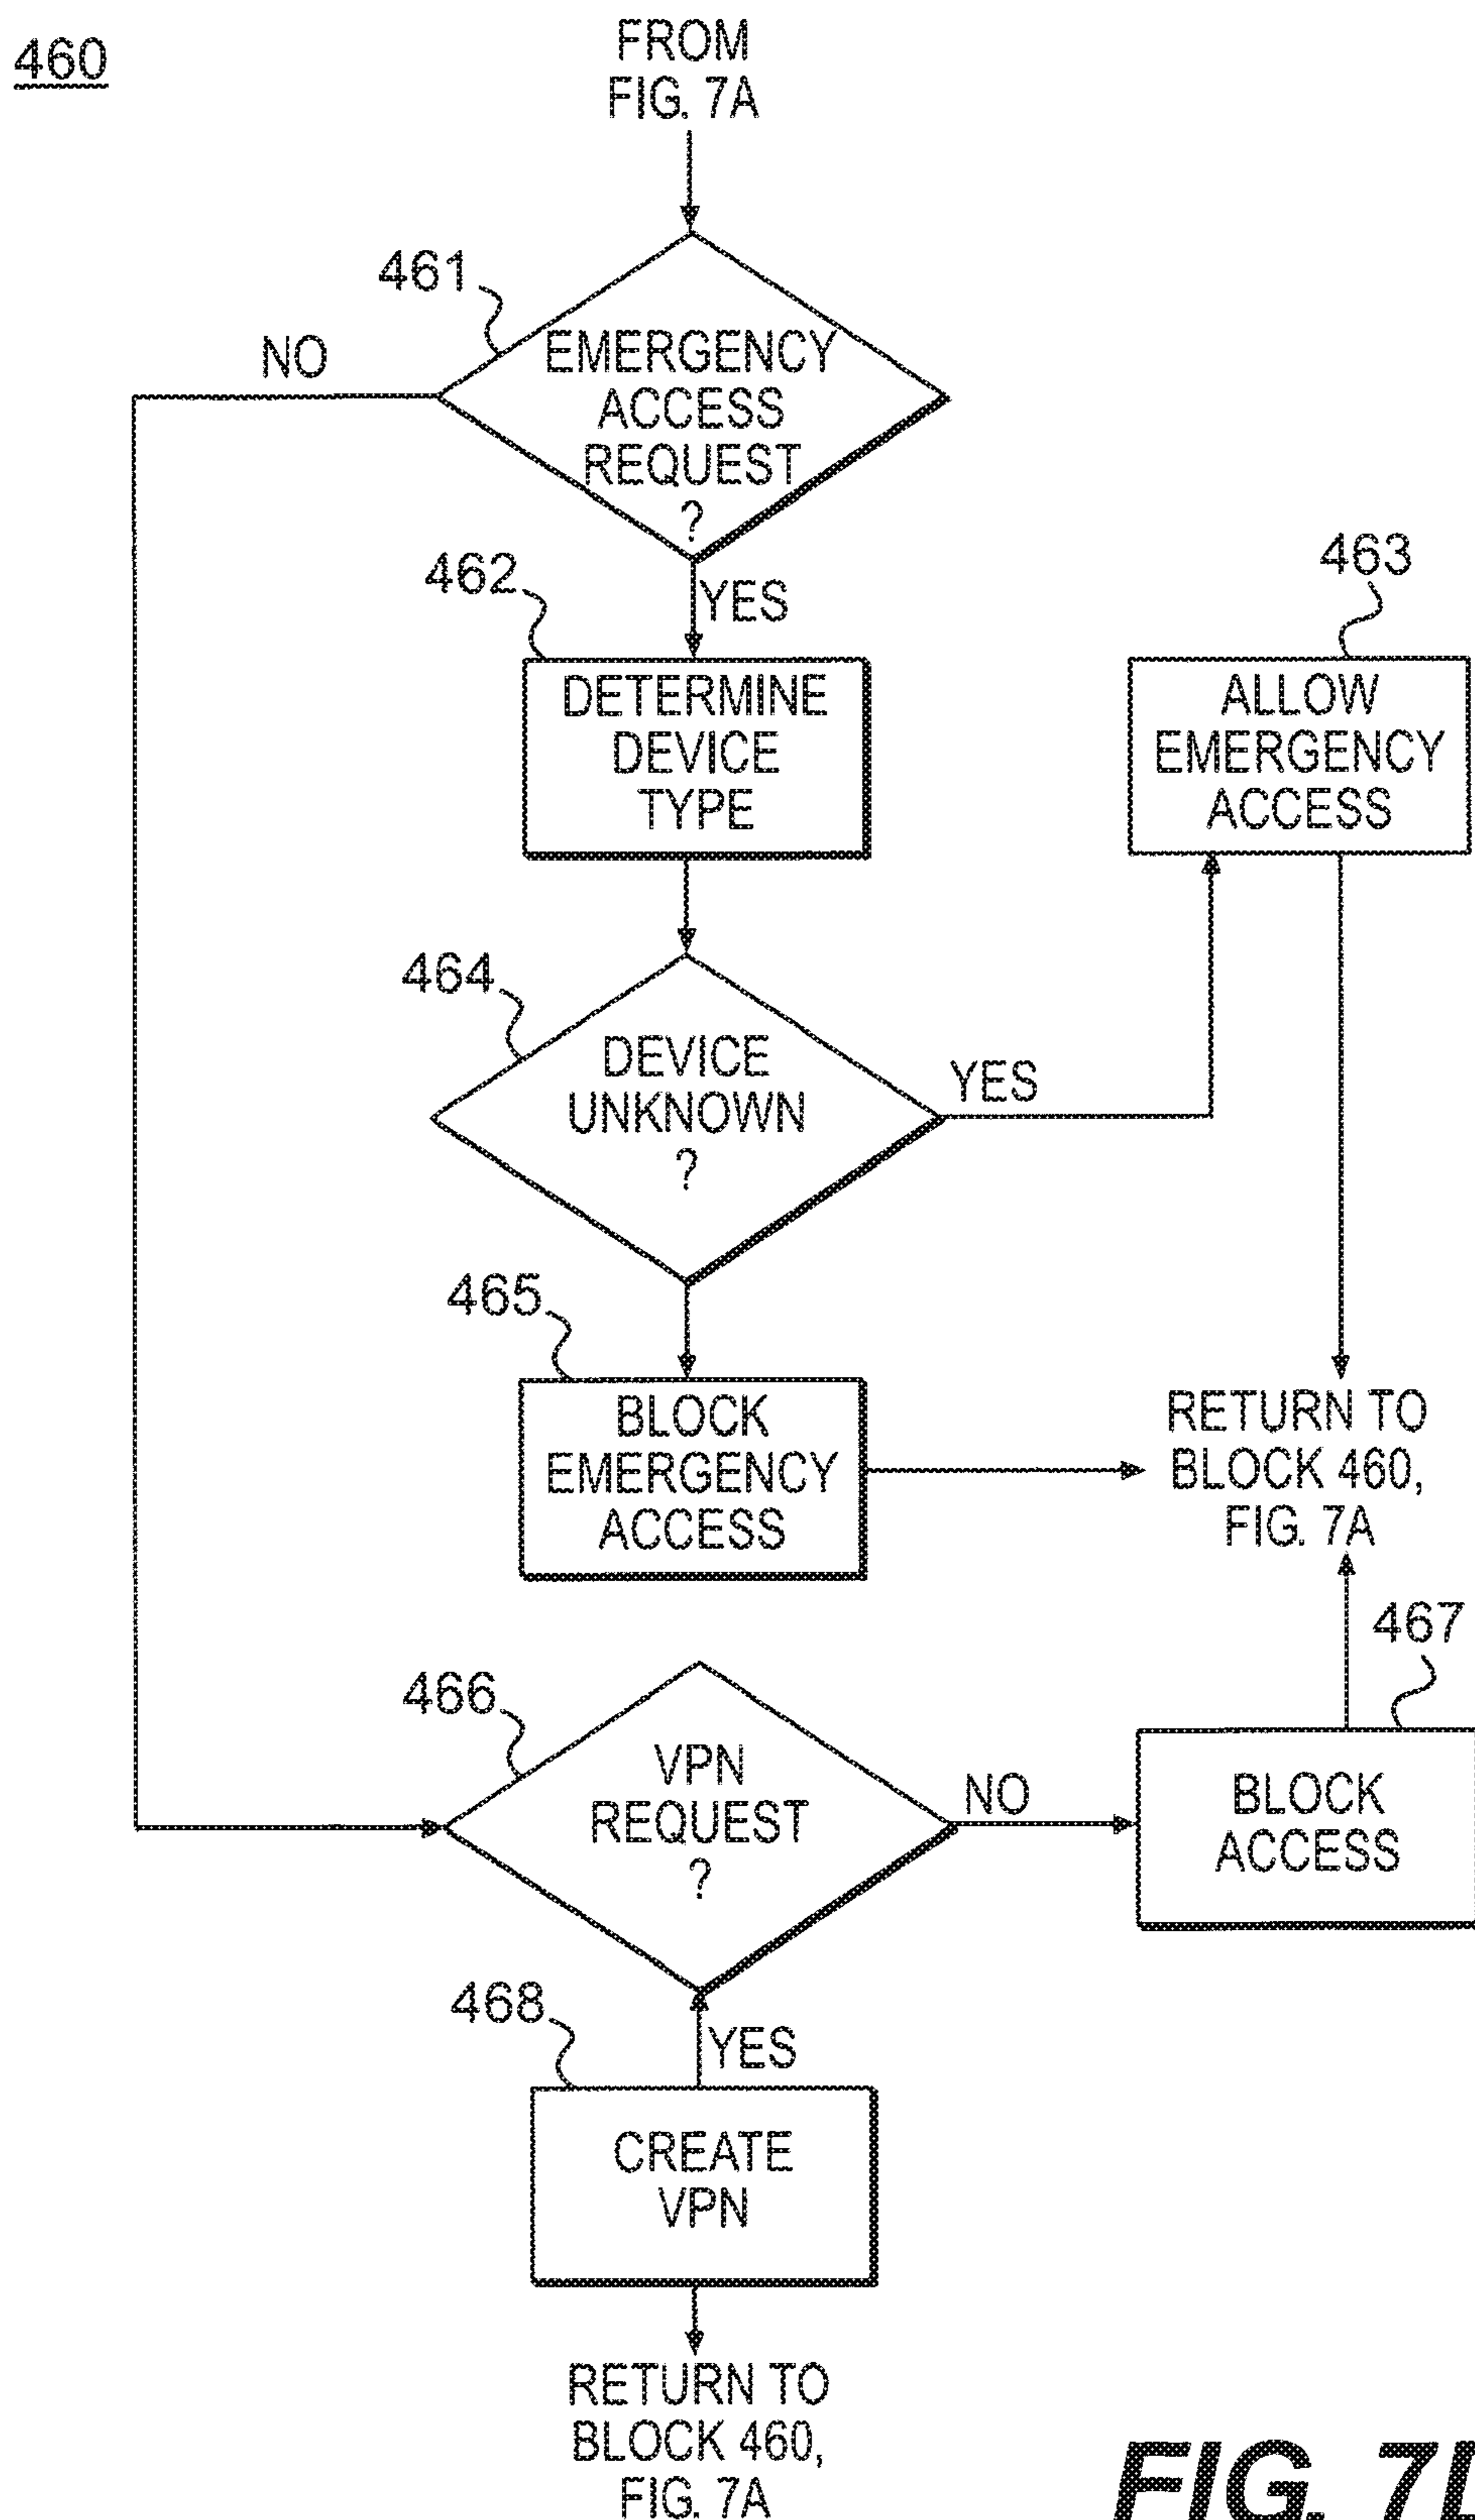 460
FROM
FIG. 7A
461
NO
EMERGENCY
ACCESS
REQUEST
?
462
YES
463
DETERMINE
DEVICE
TYPE
ALLOW
EMERGENCY
ACCESS
464
DEVICE
UNKNOWN
?
YES
465
BLOCK
EMERGENCY
ACCESS
RETURN TO
BLOCK 460,
FIG. 7A
467
466
VPN
REQUEST
?
NO
BLOCK
ACCESS
468
YES
CREATE
VPN
RETURN TO
BLOCK 460,
FIG. 7A
FIG.